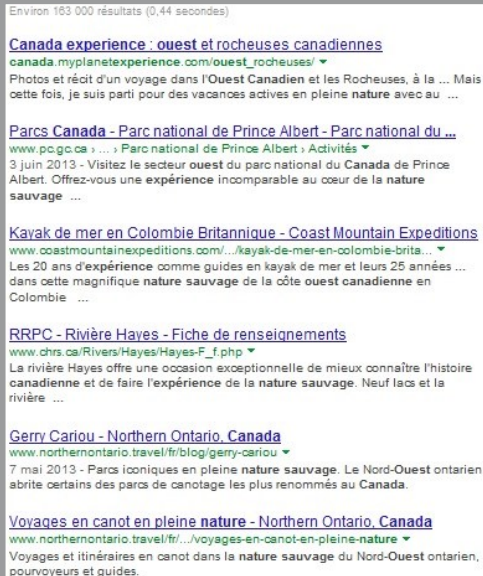 Environ 163 000 résultats (0,44 secondes)
Canada experience : ouest et rocheuses canadiennes
canada.myplanetexperience.com/ouest_rocheuses/
Photos et récit d'un voyage dans l'Ouest Canadien et les Rocheuses, à la ... Mais
cette fois, je suis parti pour des vacances actives en pleine nature avec au ...
Parcs Canada - Parc national de Prince Albert - Parc national du ...
www.pc.gc.ca › ... › Parc national de Prince Albert › Activités
3 juin 2013 - Visitez le secteur ouest du parc national du Canada de Prince
Albert. Offrez-vous une expérience incomparable au cœur de la nature
sauvage ...
Kayak de mer en Colombie Britannique - Coast Mountain Expeditions
www.coastmountainexpeditions.com/.../kayak-de-mer-en-colombie-brita...
Les 20 ans d'expérience comme guides en kayak de mer et leurs 25 années ...
dans cette magnifique nature sauvage de la côte ouest canadienne en
Colombie ...
RRPC - Rivière Hayes - Fiche de renseignements
www.chrs.ca/Rivers/Hayes/Hayes-F_f.php
La rivière Hayes offre une occasion exceptionnelle de mieux connaître l'histoire
canadienne et de faire l'expérience de la nature sauvage. Neuf lacs et la
rivière ...
Gerry Cariou - Northern Ontario, Canada
www.northernontario.travel/fr/blog/gerry-cariou
7 mai 2013 - Parcs iconiques en pleine nature sauvage. Le Nord-Ouest ontarien
abrite certains des parcs de canotage les plus renommés au Canada.
Voyages en canot en pleine nature - Northern Ontario, Canada
www.northernontario.travel/fr/.../voyages-en-canot-en-pleine-nature
Voyages et itinéraires en canot dans la nature sauvage du Nord-Ouest ontarien,
pourvoyeurs et guides.